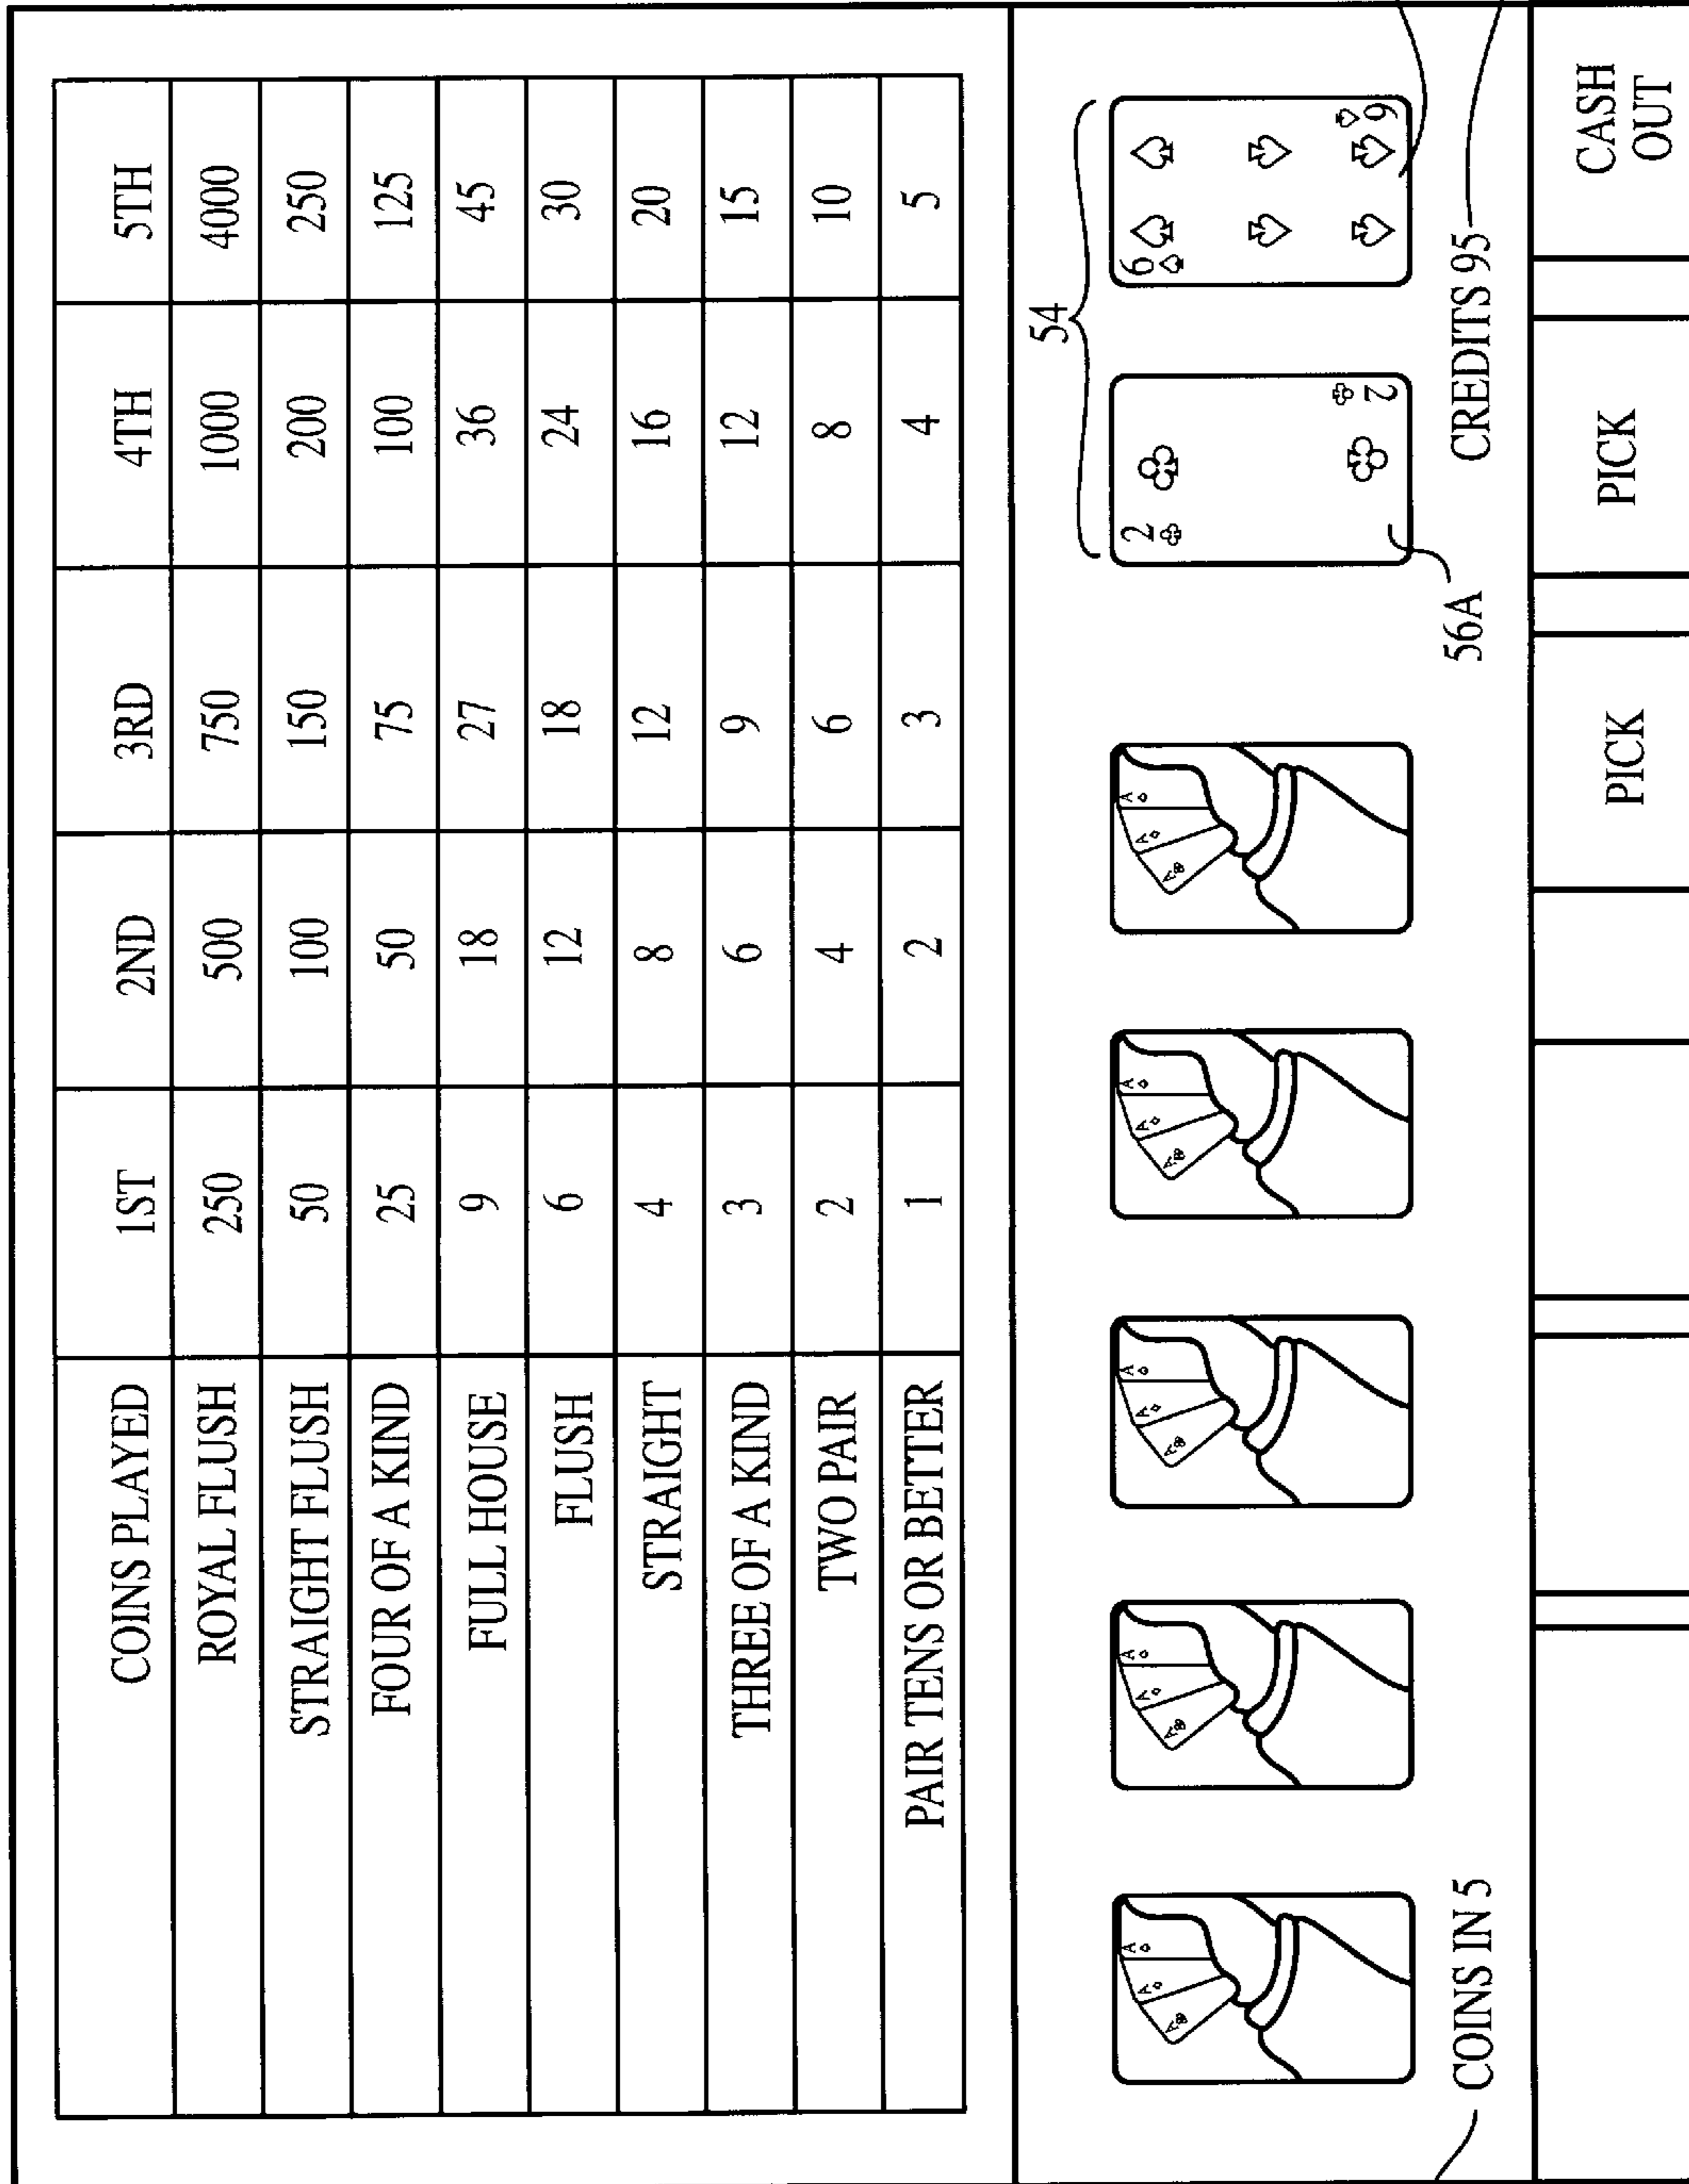 COINS PLAYED 1ST 2ND 3RD 4TH 5TH
ROYAL FLUSH 250 500 750 1000 4000
STRAIGHT FLUSH 50 100 150 200 250
FOUR OF A KIND 25 50 75 100 125
FULL HOUSE 9 18 27 36 45
FLUSH 6 12 18 24 30
STRAIGHT 4 8 12 16 20
THREE OF A KIND 3 6 9 12 15
TWO PAIR 2 4 6 8 10
PAIR TENS OR BETTER 1 2 3 4 5
54
A A A
A A A
A A A
A A A
A A A
2
2
6
6
COINS IN 5
56A
CREDITS 95
PICK
PICK
CASH
OUT